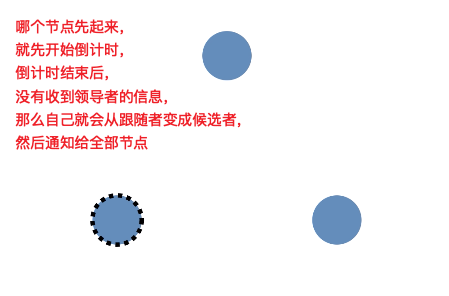 哪个节点先起来，
就先开始倒计时，
倒计时结束后，
没有收到领导者的信息，
那么自己就会从跟随者变成候选者，
然后通知给全部节点